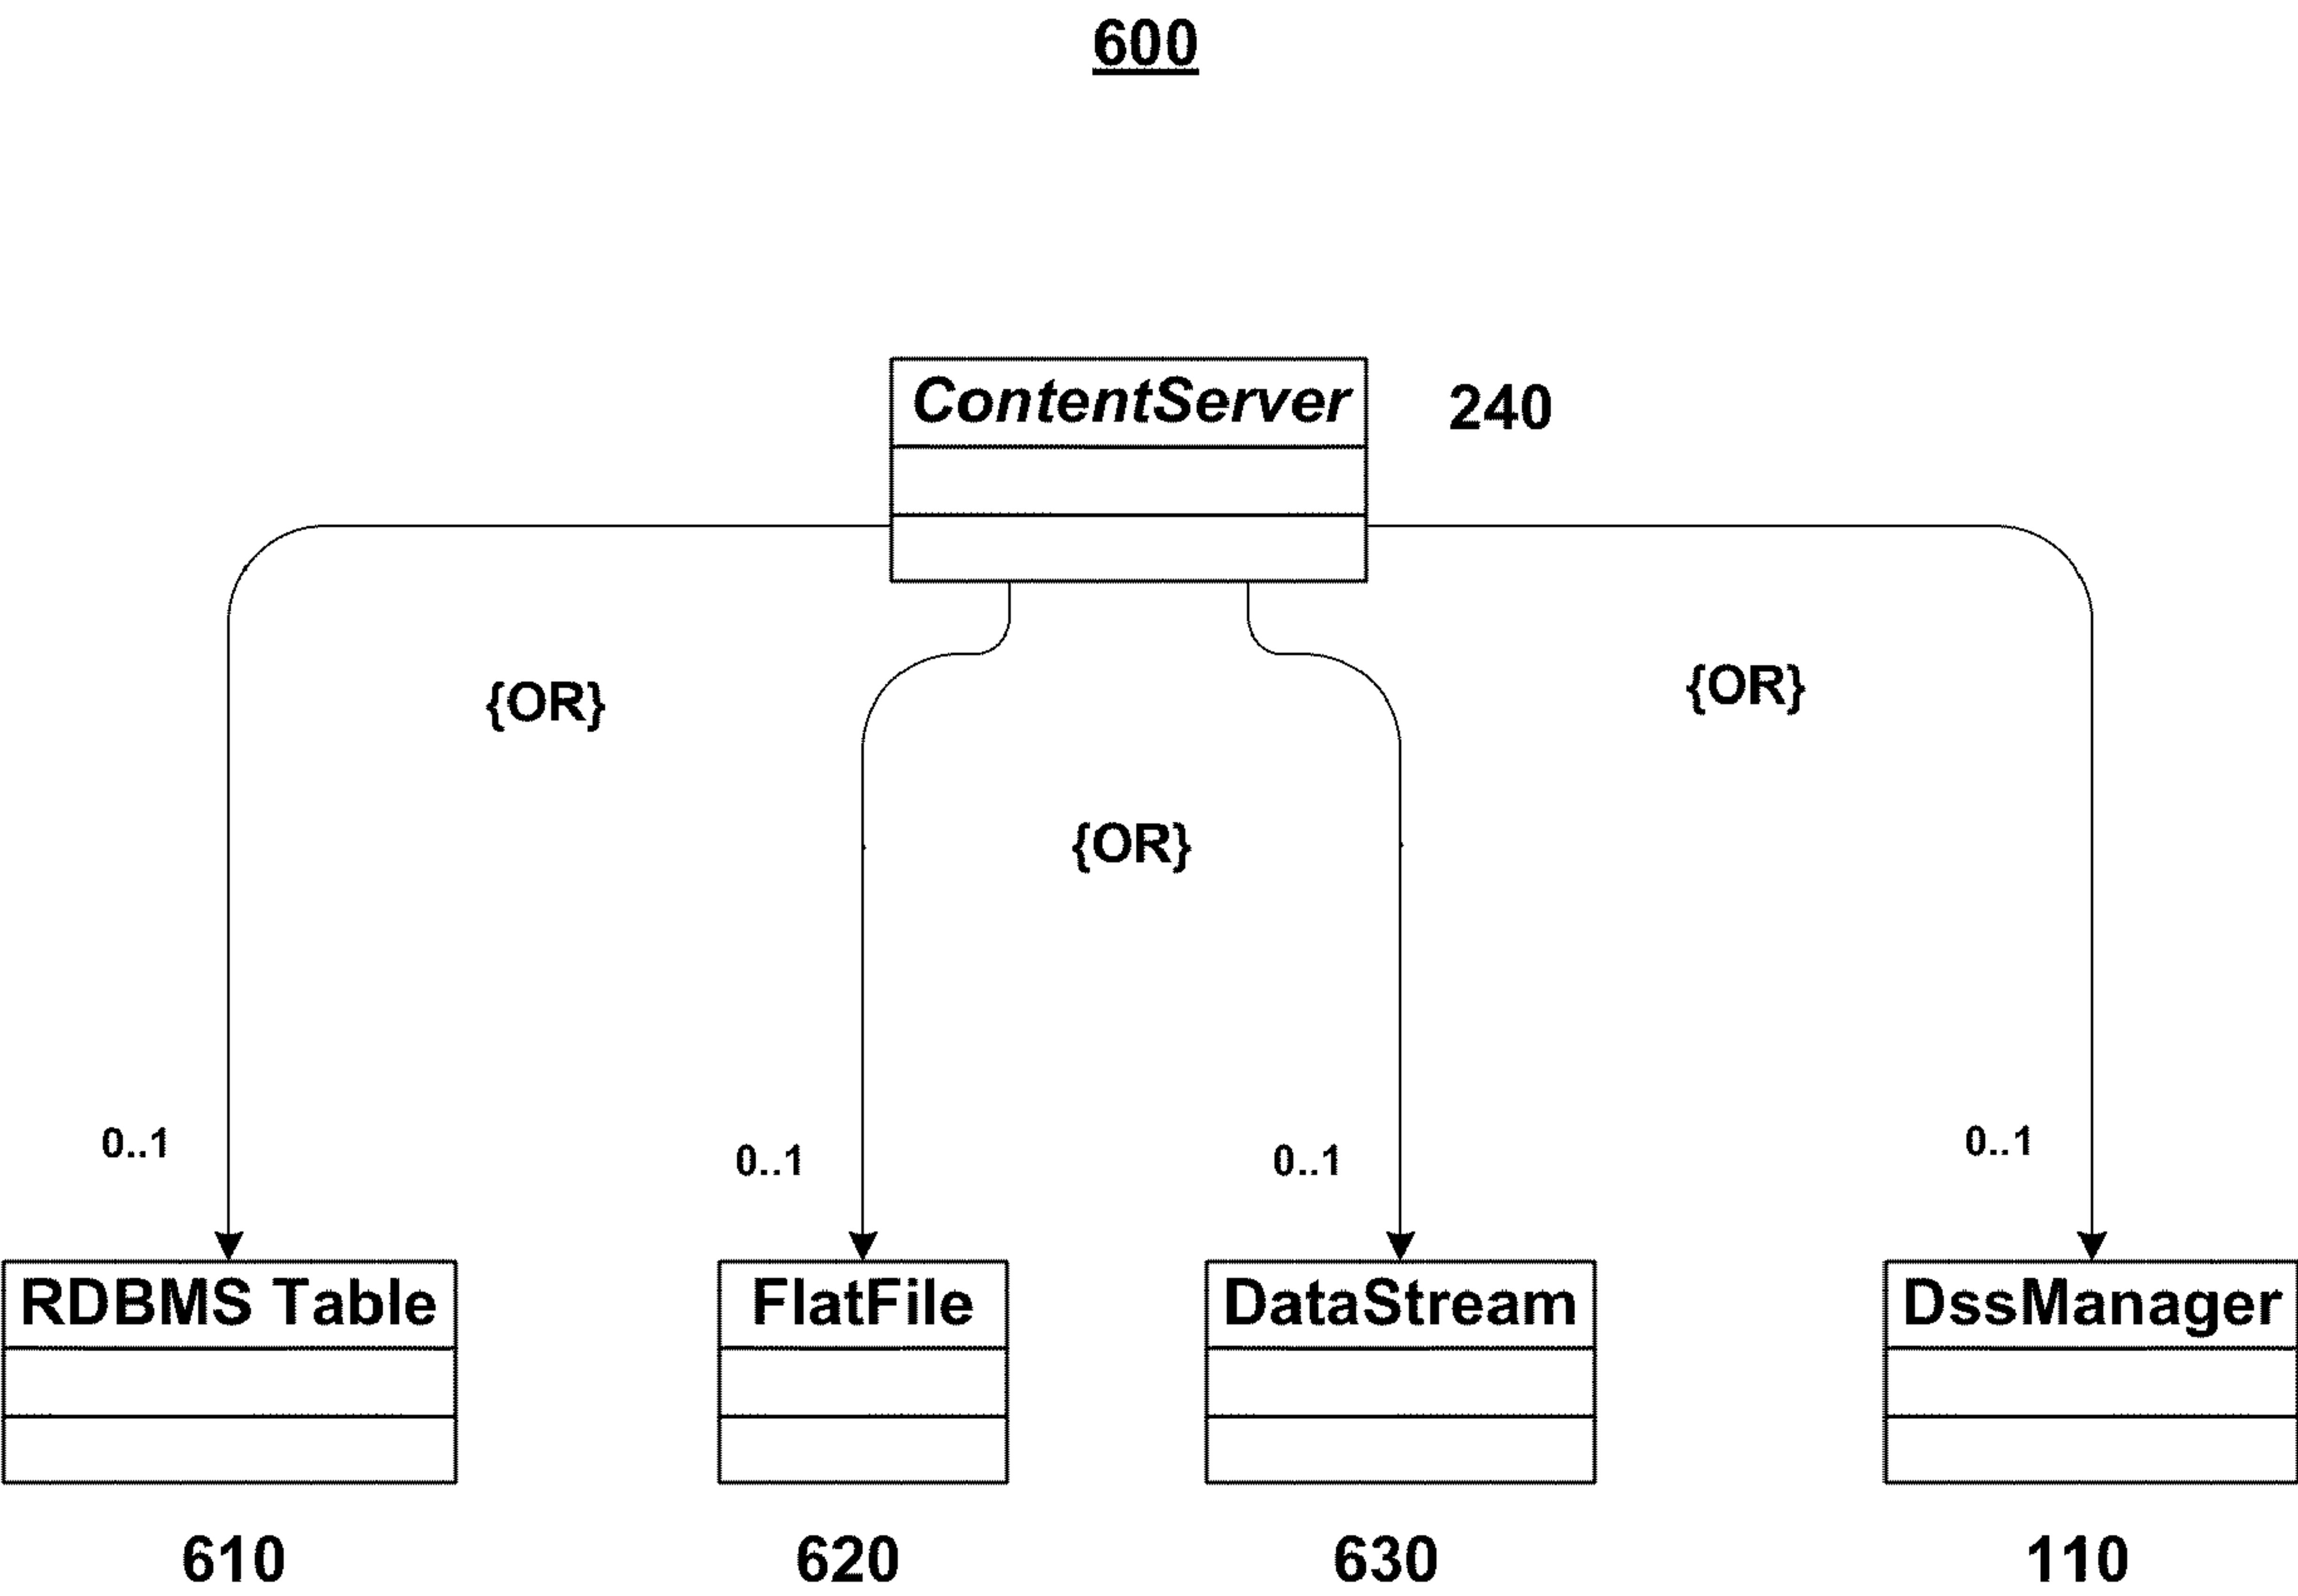 600
ContentServer
240
{OR}
{OR}
{OR}
0..1
0..1
0..1
0..1
RDBMS Table
FlatFile
DataStream
DssManager
610
620
630
110